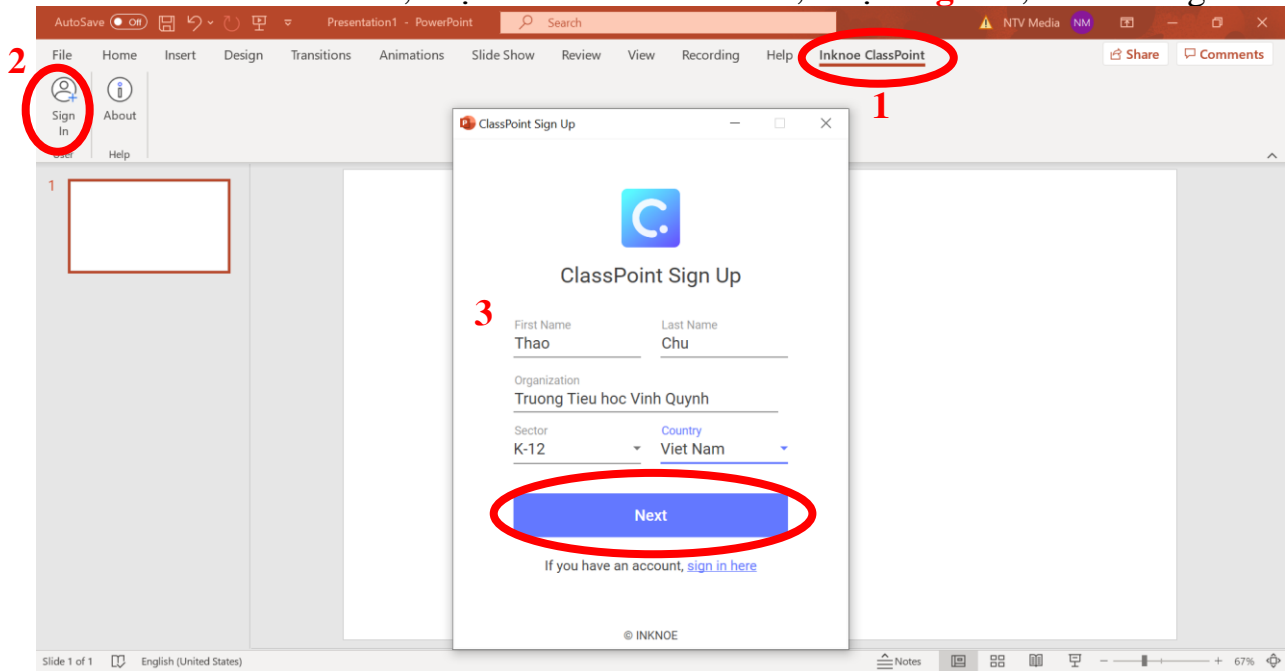 AutoSave Off Presentation1 - PowerPoint Search NTV Media NM
2 File Home Insert Design Transitions Animations Slide Show Review View Recording Help Inknoe ClassPoint Share Comments
Sign In
About
1
User Help
ClassPoint Sign Up
1
C.
ClassPoint Sign Up
3
First Name Last Name
Thao Chu
Organization
Truong Tieu hoc Vinh Quynh
Sector Country
K-12 Viet Nam
Next
If you have an account, sign in here
© INKNOE
Slide 1 of 1 English (United States) Notes 67%